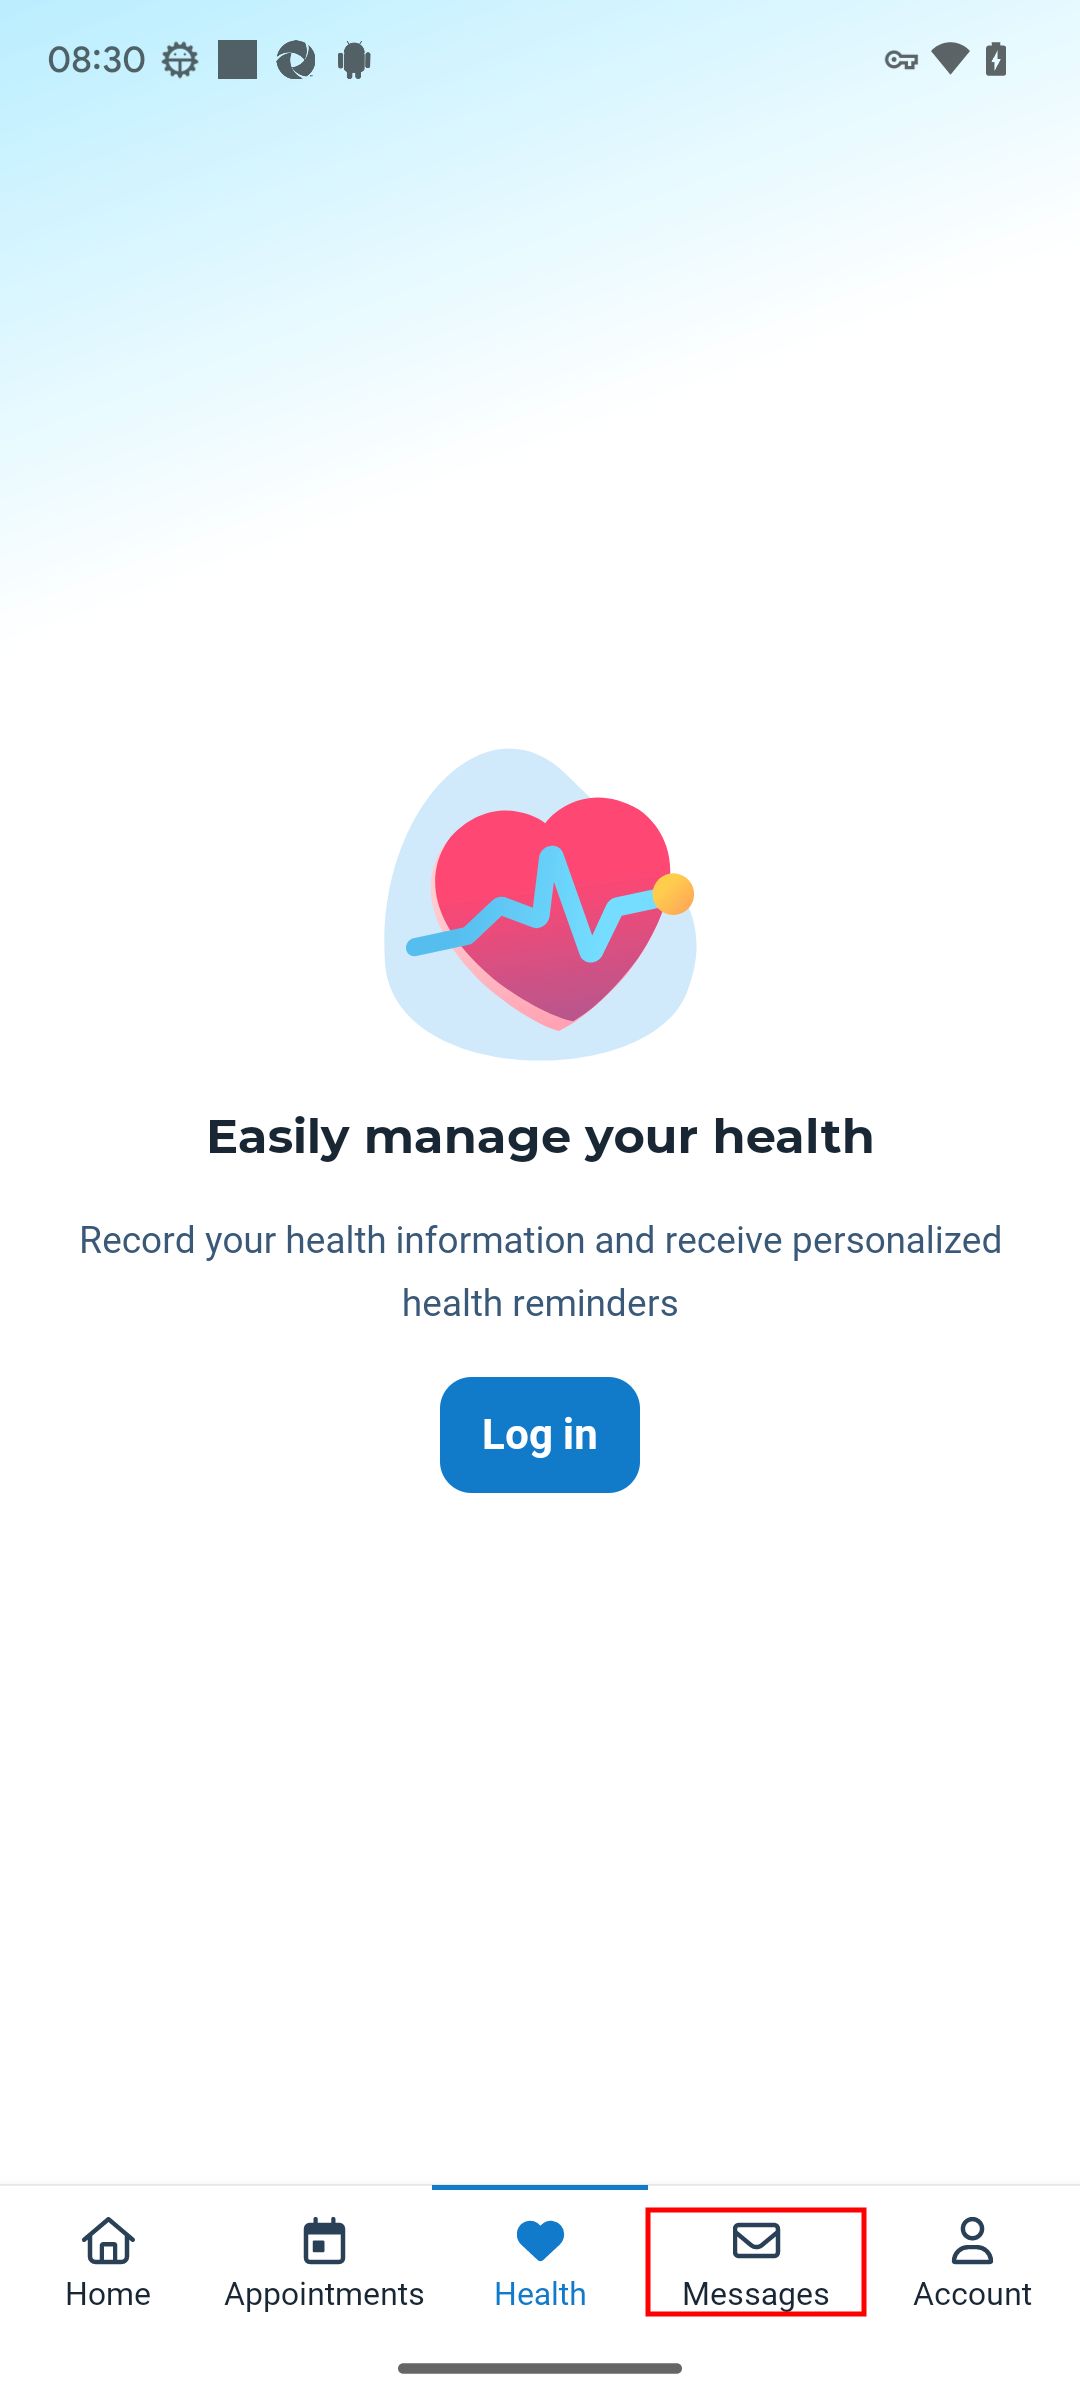 08:30
Easily manage your health
Record your health information and receive personalized
health reminders
Log in
Home
Appointments
Health
Messages
Account